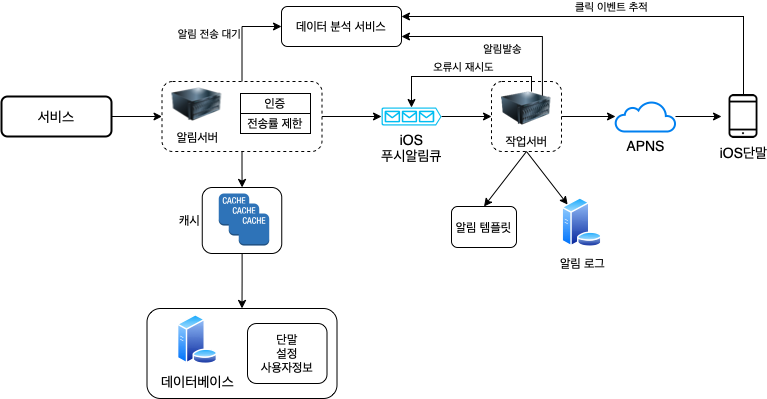 클릭 이벤트 추적
데이터 분석 서비스
알림 전송 대기
알림발송
오류시 재시도
서비스
알림서버
인증
전송률 제한
iOS
푸시알림큐
작업서버
APNS
iOS단말
캐시
CACHE
CACHE
CACHE
알림 템플릿
알림 로그
데이터베이스
단말
설정
사용자정보